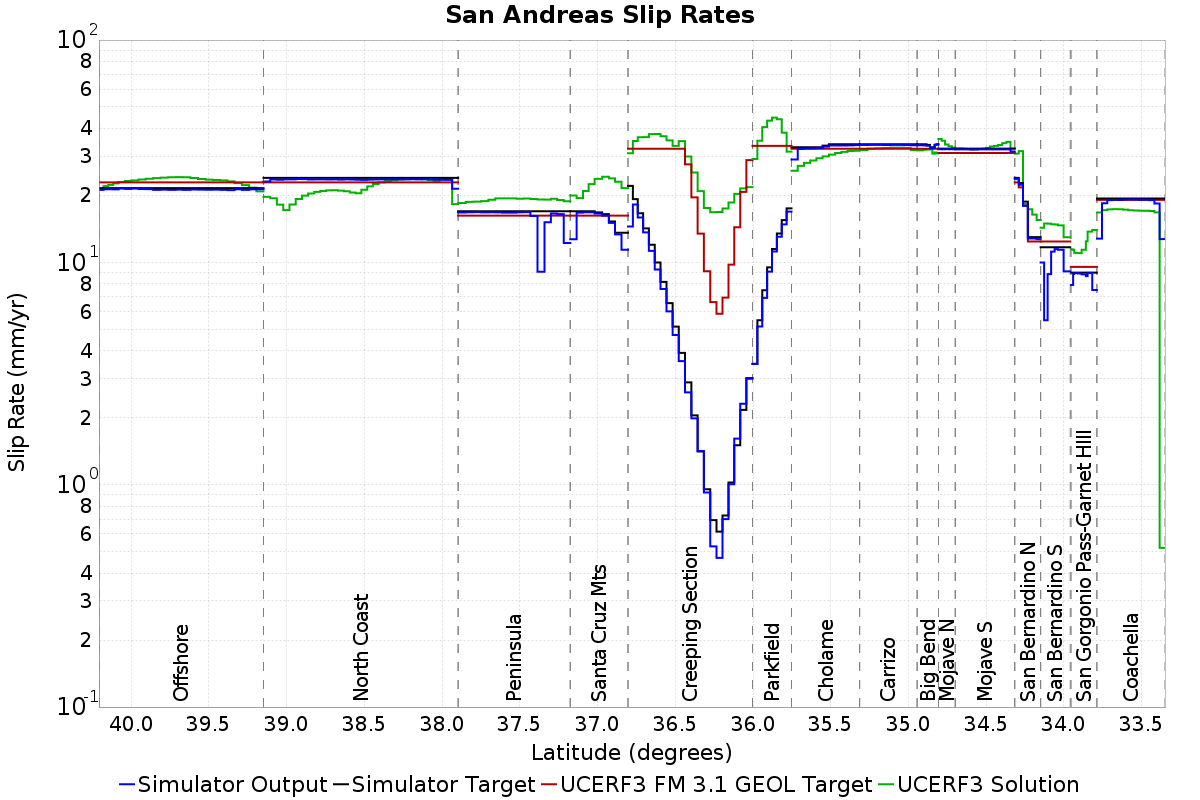 San Andreas Slip Rates
Slip Rate (mm/yr)
10^2
8
6
4
3
2
10^1
8
6
4
3
2
10^0
8
6
4
3
2
10^-1
Offshore
North Coast
Peninsula
Santa Cruz Mts
Creeping Section
Parkfield
Cholame
Carrizo
Big Bend
Mojave N
Mojave S
San Bernardino N
San Bernardino S
San Gorgonio Pass-Garnet HIll
Coachella
40.0 39.5 39.0 38.5 38.0 37.5 37.0 36.5 36.0 35.5 35.0 34.5 34.0 33.5
Latitude (degrees)
Simulator Output Simulator Target UCERF3 FM 3.1 GEOL Target UCERF3 Solution